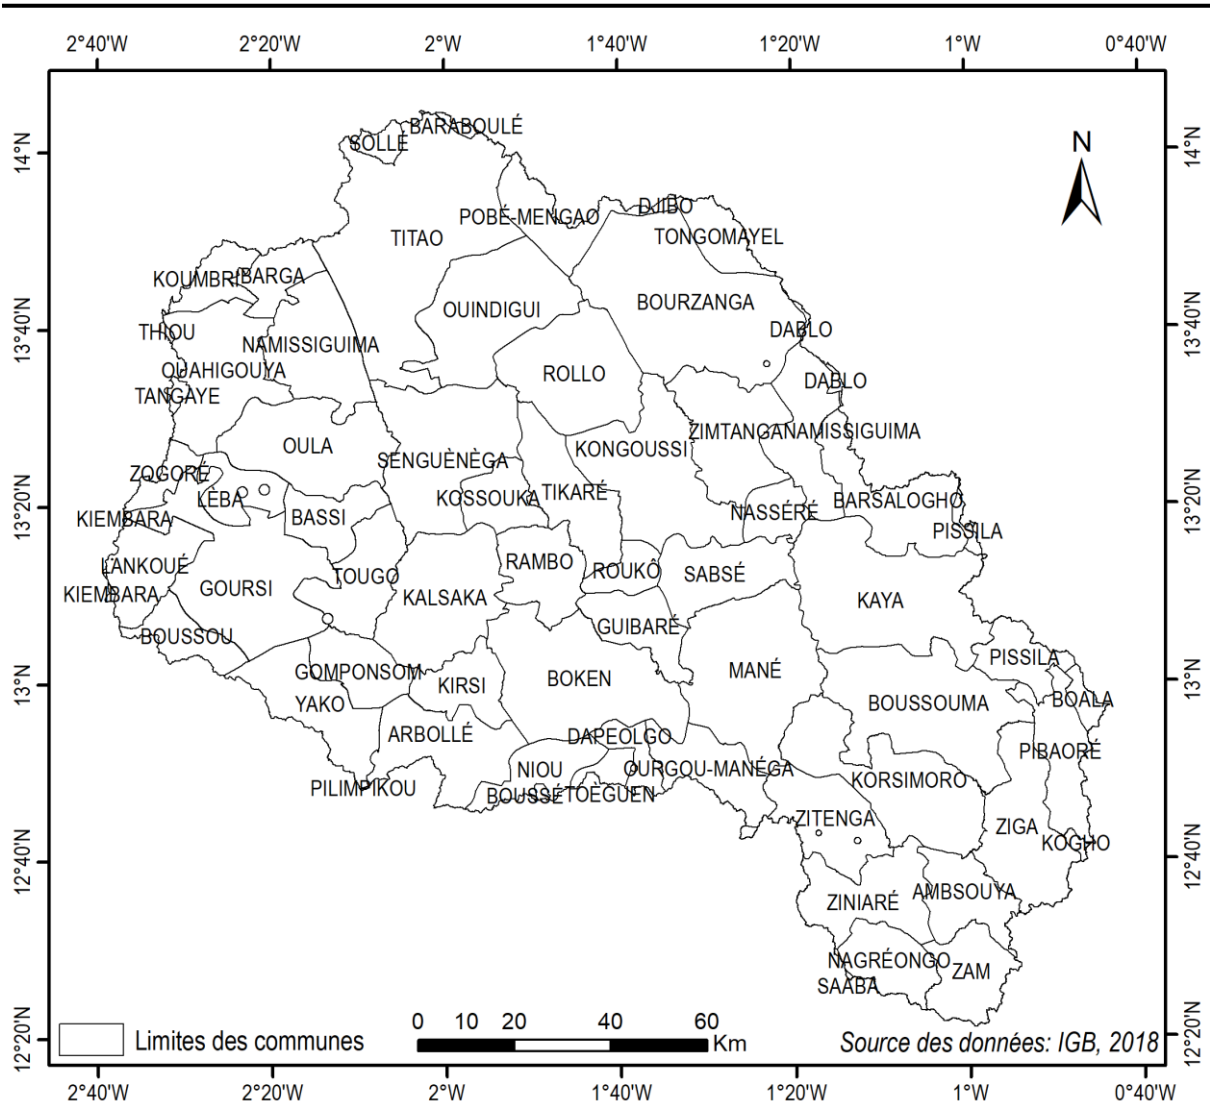 2°40'W 2°20'W 2°W 1°40'W 1°20'W 1°W 0°40'W
14°N
13°40'N
13°20'N
13°N
12°40'N
12°20'N
N
BARABOULÉ
SOLLÉ
DJIBO
POBÉ-MENGAO
TITAO
TONGOMAYEL
KOUMBRI
BARGA
BOURZANGA
OUINDIGUI
THIOU
DABLO
NAMISSIGUIMA
OUAHIGOUYA
ROLLO
DABLO
TANGAYE
ZIMTANGA
NAMISSIGUIMA
OULA
KONGOUSSI
SENGUÈNÈGA
ZOGORÉ
LÈBA
KOSSOUKA
TIKARÉ
BARSALOGHO
NASSÉRÉ
KIEMBARA
BASSI
PISSILA
LANKOUÉ
RAMBO
ROUKÔ
SABSÉ
TOUGO
GOURSI
KIEMBARA
KALSAKA
KAYA
GUIBARÉ
BOUSSOU
PISSILA
GOMPONSOM
MANÉ
BOKEN
KIRSI
BOALA
YAKO
BOUSSOUMA
ARBOLLÉ
DAPEOLGO
PIBAORÉ
NIOU
OURGOU-MANÉGA
KORSIMORO
PILIMPIKOU
BOUSSÉ
TOÈGUEN
ZITENGA
ZIGA
KOGHO
AMBSOUYA
ZINIARÉ
NAGRÉONGO
ZAM
SAABA
Limites des communes
0 10 20 40 60
Km
Source des données: IGB, 2018
14°N
13°40'N
13°20'N
13°N
12°40'N
12°20'N
2°40'W 2°20'W 2°W 1°40'W 1°20'W 1°W 0°40'W